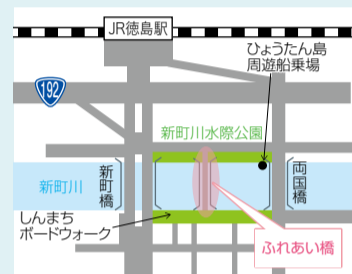 JR徳島駅
ひょうたん島
周遊船乗場
192
新町川水際公園
新町川
新町橋
両国橋
しんまち
ボードウォーク
ふれあい橋